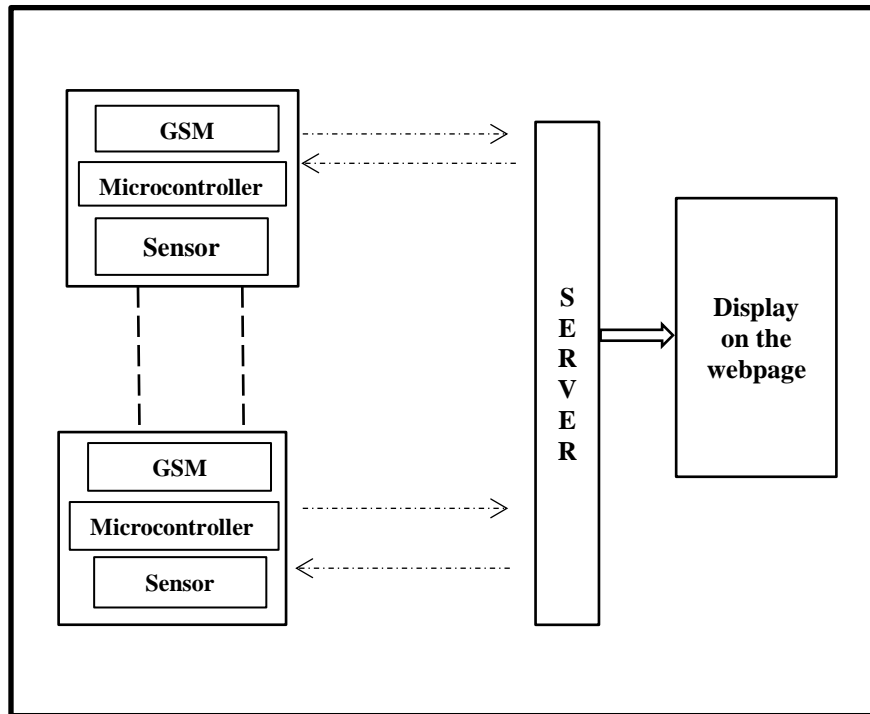 GSM
Microcontroller
Sensor
GSM
Microcontroller
Sensor
S
E
R
V
E
R
Display
on the
webpage